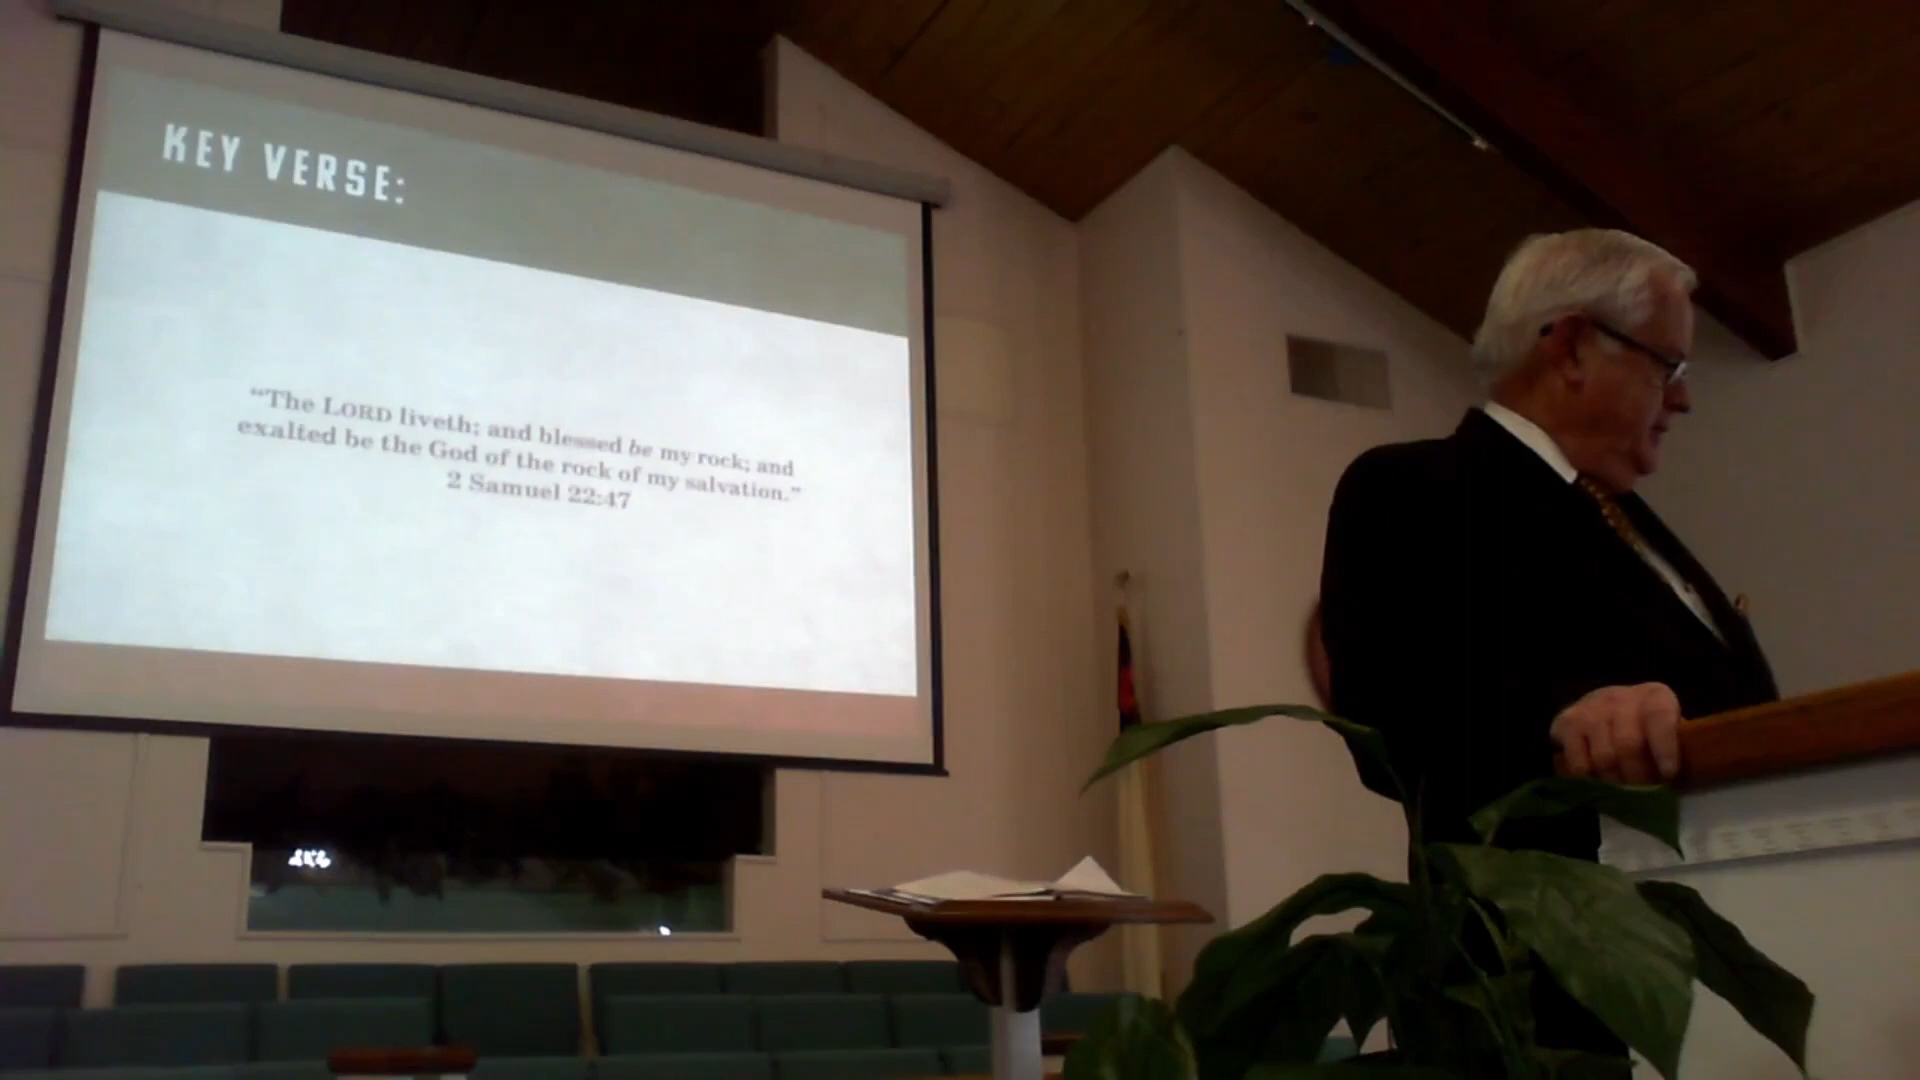 KEY VERSE:
“The LORD liveth; and blessed be my rock; and
exalted be the God of the rock of my salvation.”
2 Samuel 22:47